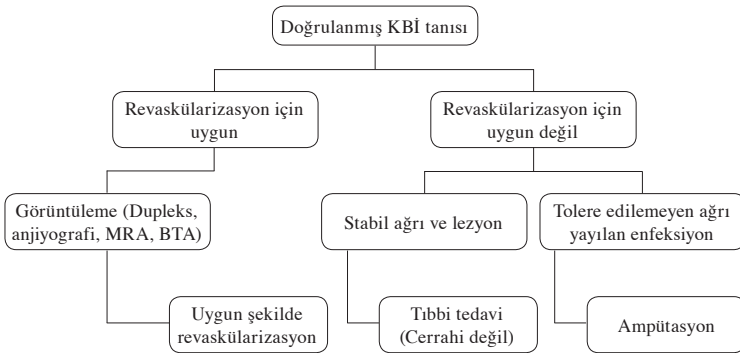 Doğrulanmış KBİ tanısı
Revaskülarizasyon için
uygun
Revaskülarizasyon için
uygun değil
Görüntüleme (Dupleks,
anjiyografi, MRA, BTA)
Stabil ağrı ve lezyon
Tolere edilemeyen ağrı
yayılan enfeksiyon
Uygun şekilde
revaskülarizasyon
Tıbbi tedavi
(Cerrahi değil)
Ampütasyon